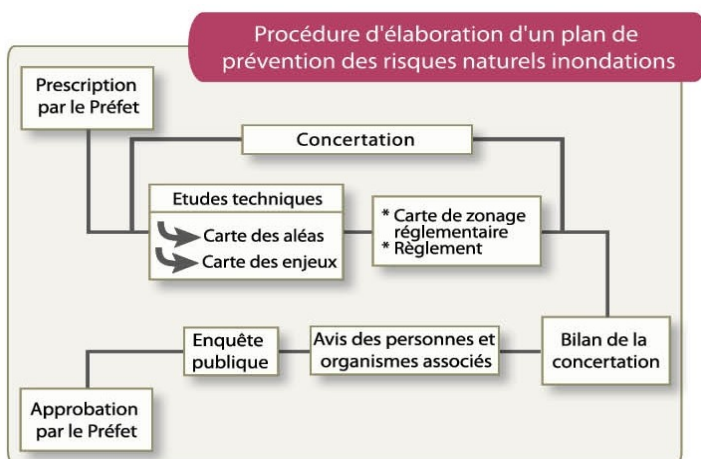 Procédure d'élaboration d'un plan de
prévention des risques naturels inondations
Prescription
par le Préfet
Concertation
Etudes techniques
Carte des aléas
Carte des enjeux
* Carte de zonage
réglementaire
* Règlement
Bilan de la
concertation
Avis des personnes et
organismes associés
Enquête
publique
Approbation
par le Préfet